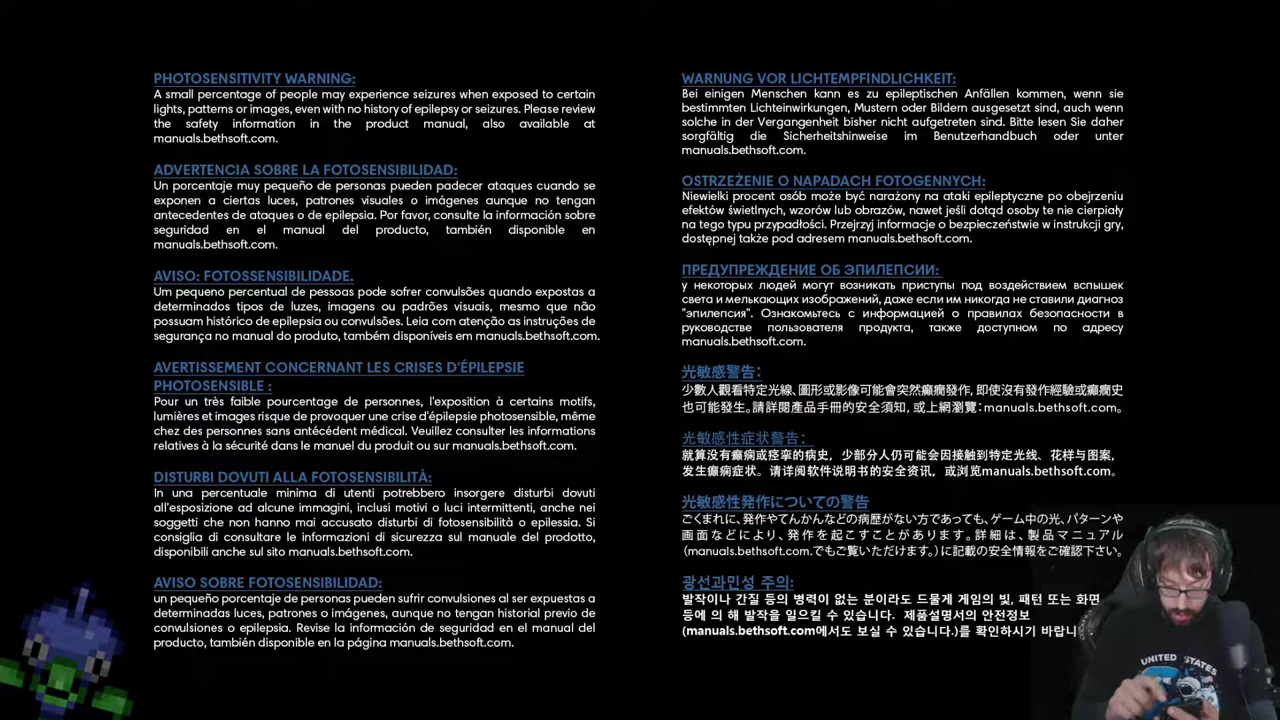 PHOTOSENSITIVITY WARNING:
A small percentage of people may experience seizures when exposed to certain
lights, patterns or images, even with no history of epilepsy or seizures. Please review
the safety information in the product manual, also available at
manuals.bethsoft.com.
ADVERTENCIA SOBRE LA FOTOSENSIBILIDAD:
Un porcentaje muy pequeño de personas pueden padecer ataques cuando se
exponen a ciertas luces, patrones visuales o imágenes aunque no tengan
antecedentes de ataques o de epilepsia. Por favor, consulte la información sobre
seguridad en el manual del producto, también disponible en
manuals.bethsoft.com.
AVISO: FOTOSSENSIBILIDADE.
Um pequeno percentual de pessoas pode sofrer convulsões quando expostas a
determinados tipos de luzes, imagens ou padrões visuais, mesmo que não
possuam histórico de epilepsia ou convulsões. Leia com atenção as instruções de
segurança no manual do produto, também disponíveis em manuals.bethsoft.com.
AVERTISSEMENT CONCERNANT LES CRISES D'ÉPILEPSIE
PHOTOSENSIBLE :
Pour un très faible pourcentage de personnes, l'exposition à certains motifs,
lumières et images risque de provoquer une crise d'épilepsie photosensible, même
chez des personnes sans antécédent médical. Veuillez consulter les informations
relatives à la sécurité dans le manuel du produit ou sur manuals.bethsoft.com.
DISTURBI DOVUTI ALLA FOTOSENSIBILITÀ:
In una percentuale minima di utenti potrebbero insorgere disturbi dovuti
all'esposizione ad alcune immagini, inclusi motivi o luci intermittenti, anche nei
soggetti che non hanno mai accusato disturbi di fotosensibilità o epilessia. Si
consiglia di consultare le informazioni di sicurezza sul manuale del prodotto,
disponibili anche sul sito manuals.bethsoft.com.
AVISO SOBRE FOTOSENSIBILIDAD:
un pequeño porcentaje de personas pueden sufrir convulsiones al ser expuestas a
determinadas luces, patrones o imágenes, aunque no tengan historial previo de
convulsiones o epilepsia. Revise la información de seguridad en el manual del
producto, también disponible en la página manuals.bethsoft.com.
WARNUNG VOR LICHTEMPFINDLICHKEIT:
Bei einigen Menschen kann es zu epileptischen Anfällen kommen, wenn sie
bestimmten Lichteinwirkungen, Mustern oder Bildern ausgesetzt sind, auch wenn
solche in der Vergangenheit bisher nicht aufgetreten sind. Bitte lesen Sie daher
sorgfältig die Sicherheitshinweise im Benutzerhandbuch oder unter
manuals.bethsoft.com.
OSTRZEŻENIE O NAPADACH FOTOGENNYCH:
Niewielki procent osób może być narażony na ataki epileptyczne po obejrzeniu
efektów świetlnych, wzorów lub obrazów, nawet jeśli dotąd osoby te nie cierpiały
na tego typu przypadłości. Przejrzyj informacje o bezpieczeństwie w instrukcji gry,
dostępnej także pod adresem manuals.bethsoft.com.
ПРЕДУПРЕЖДЕНИЕ ОБ ЭПИЛЕПСИИ:
у некоторых людей могут возникать приступы под воздействием вспышек
света и мелькающих изображений, даже если им никогда не ставили диагноз
"эпилепсия". Ознакомьтесь с информацией о правилах безопасности в
руководстве пользователя продукта, также доступном по адресу
manuals.bethsoft.com.
光敏感警告：
少數人觀看特定光線、圖形或影像可能會突然癲癇發作，即使沒有發作經驗或癲癇史
也可能發生。請詳閱產品手冊的安全須知，或上網瀏覽：manuals.bethsoft.com。
光敏感性症状警告：
就算没有癫痫或痉挛的病史，少部分人仍可能会因接触到特定光线、花样与图案，
发生癫痫症状。请详阅软件说明书的安全资讯，或浏览manuals.bethsoft.com。
光敏感性発作についての警告
ごくまれに、発作やてんかんなどの病歴がない方であっても、ゲーム中の光、パターンや
画面などにより、発作を起こすことがあります。詳細は、製品マニュアル
（manuals.bethsoft.comでもご覧いただけます。）に記載の安全情報をご確認下さい。
광선과민성 주의:
발작이나 간질 등의 병력이 없는 분이라도 드물게 게임의 빛, 패턴 또는 화면
등에 의 해 발작을 일으킬 수 있습니다. 제품설명서의 안전정보
(manuals.bethsoft.com에서도 보실 수 있습니다.)를 확인하시기
UNITED STATES